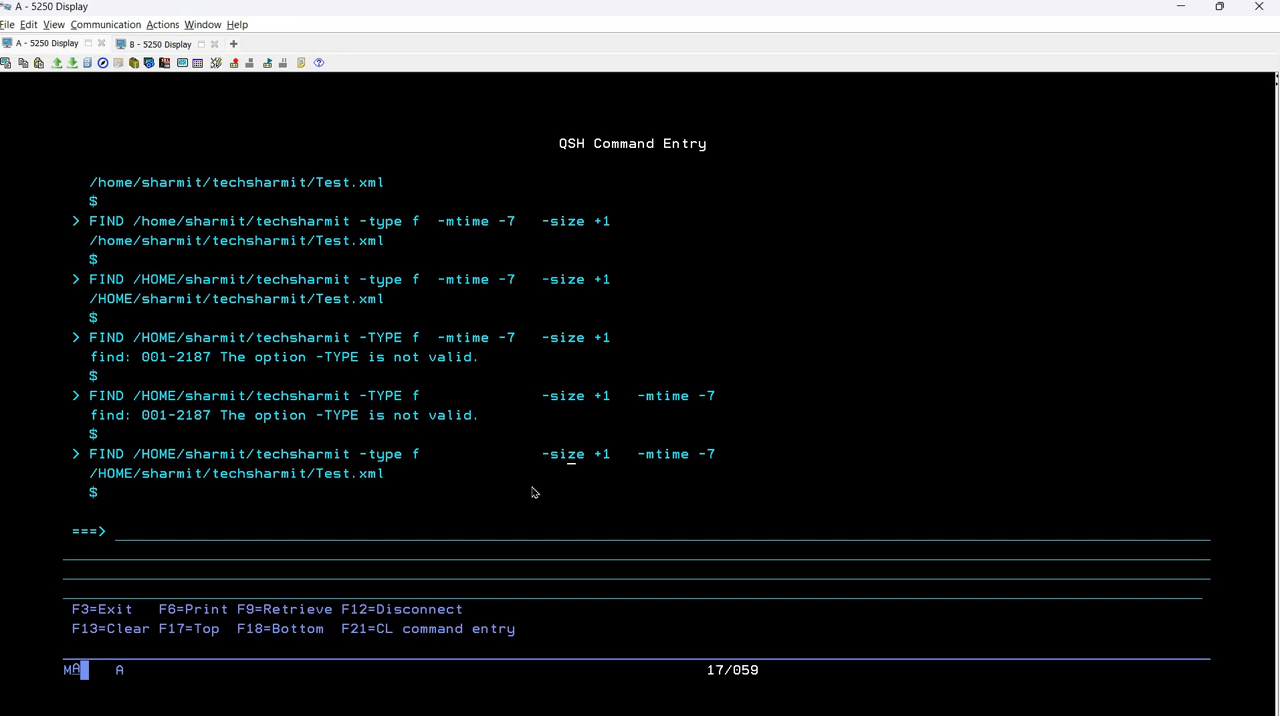 A - 5250 Display
File Edit View Communication Actions Window Help
A - 5250 Display B - 5250 Display
QSH Command Entry
/home/sharmit/techsharmit/Test.xml
$
> FIND /home/sharmit/techsharmit -type f -mtime -7 -size +1
/home/sharmit/techsharmit/Test.xml
$
> FIND /HOME/sharmit/techsharmit -type f -mtime -7 -size +1
/HOME/sharmit/techsharmit/Test.xml
$
> FIND /HOME/sharmit/techsharmit -TYPE f -mtime -7 -size +1
find: 001-2187 The option -TYPE is not valid.
$
> FIND /HOME/sharmit/techsharmit -TYPE f -size +1 -mtime -7
find: 001-2187 The option -TYPE is not valid.
$
> FIND /HOME/sharmit/techsharmit -type f -size +1 -mtime -7
/HOME/sharmit/techsharmit/Test.xml
$
===>
F3=Exit F6=Print F9=Retrieve F12=Disconnect
F13=Clear F17=Top F18=Bottom F21=CL command entry
MA A 17/059